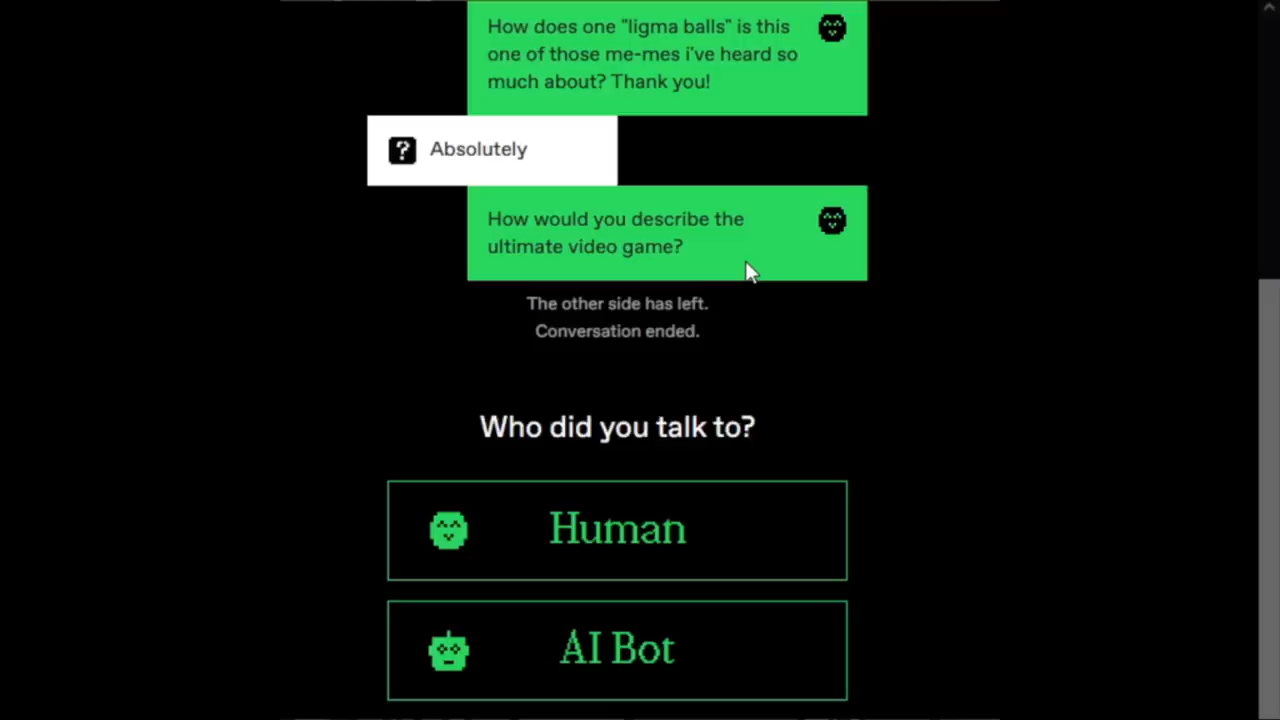 How does one "ligma balls" is this
one of those me-mes i've heard so
much about? Thank you!
? Absolutely
How would you describe the
ultimate video game?
The other side has left.
Conversation ended.
Who did you talk to?
Human
AI Bot